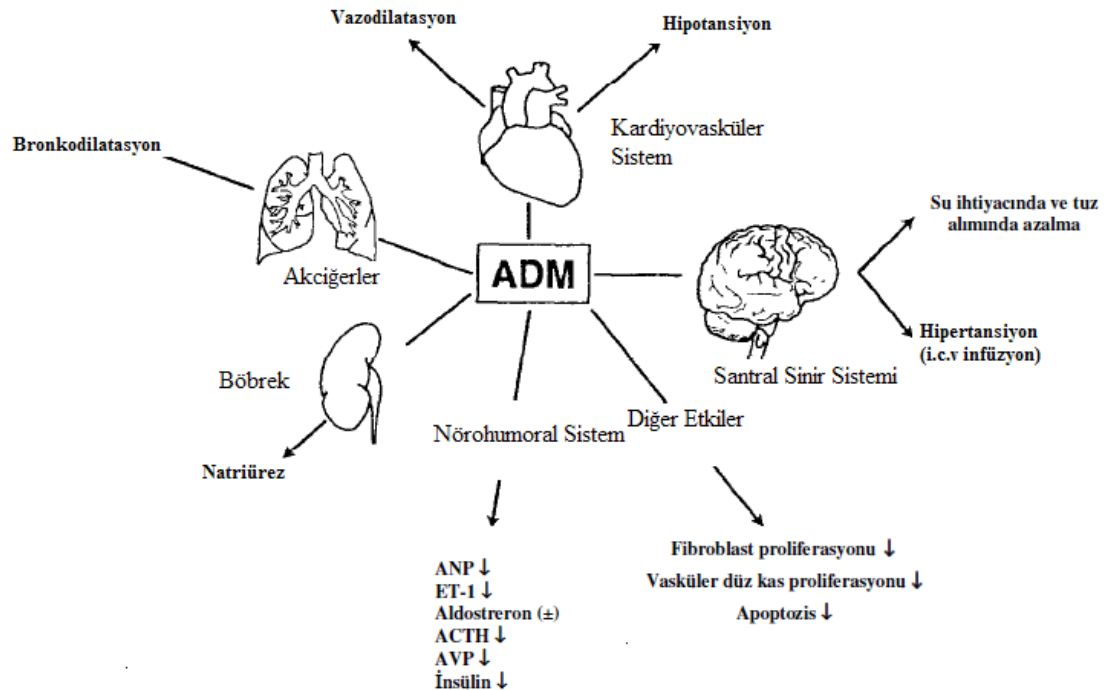 Vazodilatasyon
Hipotansiyon
Kardiyovasküler
Sistem
Bronkodilatasyon
Akciğerler
ADM
Su ihtiyacında ve tuz
alımında azalma
Hipertansiyon
(i.c.v infüzyon)
Santral Sinir Sistemi
Böbrek
Natriürez
Nörohumoral Sistem
Diğer Etkiler
ANP ↓
ET-1 ↓
Aldostreron (±)
ACTH ↓
AVP ↓
İnsülin ↓
Fibroblast proliferasyonu ↓
Vasküler düz kas proliferasyonu ↓
Apoptozis ↓